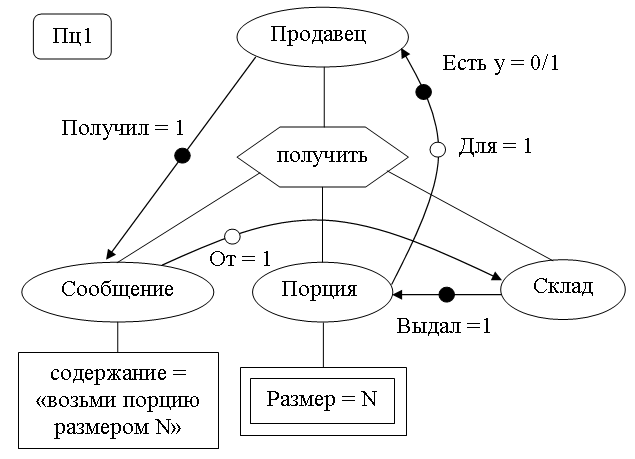 Пц1
Продавец
Есть у = 0/1
Получил = 1
Для = 1
получить
От = 1
Сообщение
Порция
Склад
Выдал =1
содержание =
«возьми порцию
размером N»
Размер = N